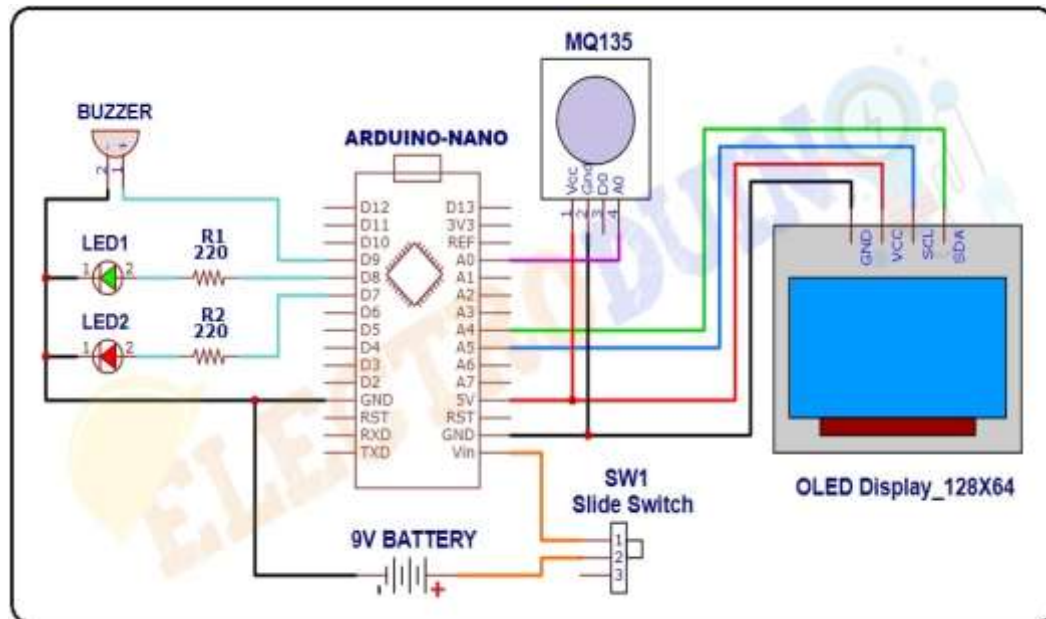 MQ135
BUZZER
ARDUINO-NANO
Vcc
Gnd
D0
A0
1
2
3
4
2
1
- +
GND
VCC
SCL
SDA
D12
D11
D10
D9
D8
D7
D6
D5
D4
D3
D2
GND
RST
RXD
TXD
D13
3V3
REF
A0
A1
A2
A3
A4
A5
A6
A7
5V
RST
GND
Vin
LED1
1
2
R1
220
LED2
1
2
R2
220
SW1
Slide Switch
1
2
3
9V BATTERY
- +
OLED Display_128X64
ELECTRODUINO